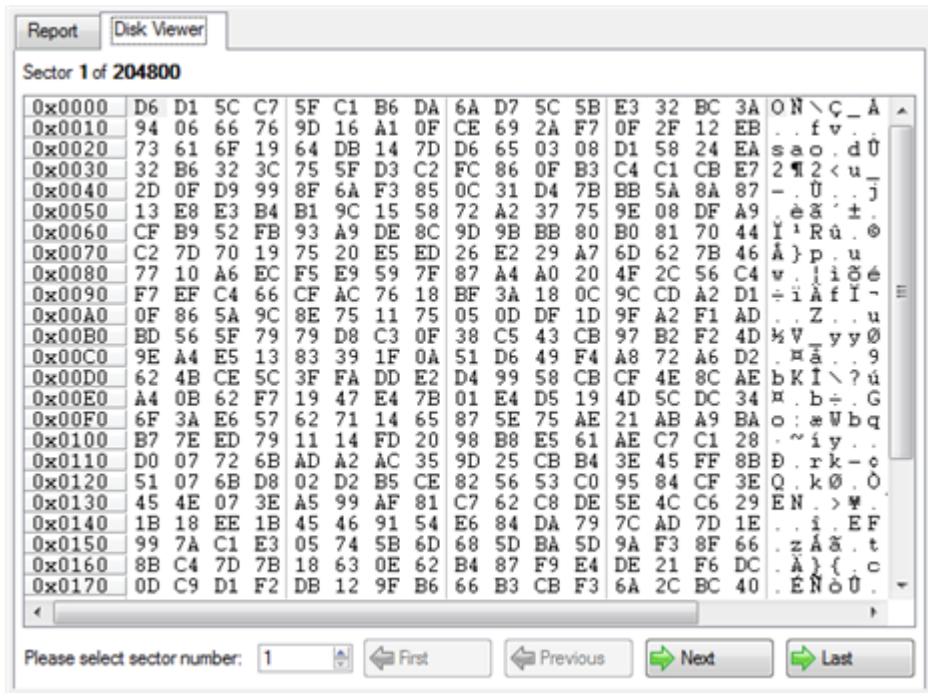 Report Disk Viewer
Sector 1 of 204800
0x0000 D6 D1 5C C7 5F C1 B6 DA 6A D7 5C 5B E3 32 BC 3A Ö Ñ \ Ç _ Á
0x0010 94 06 66 76 9D 16 A1 0F CE 69 2A F7 0F 2F 12 EB . . f v . .
0x0020 73 61 6F 19 64 DB 14 7D D6 65 03 08 D1 58 24 EA s a o . d Û
0x0030 32 B6 32 3C 75 5F D3 C2 FC 86 0F B3 C4 C1 CB E7 2 ¶ 2 < u _
0x0040 2D 0F D9 99 8F 6A F3 85 0C 31 D4 7B BB 5A 8A 87 - . Ù . . j
0x0050 13 E8 E3 B4 B1 9C 15 58 72 A2 37 75 9E 08 DF A9 . è ã ´ ± .
0x0060 CF B9 52 FB 93 A9 DE 8C 9D 9B BB 80 B0 81 70 44 Ï ¹ R û . ©
0x0070 C2 7D 70 19 75 20 E5 ED 26 E2 29 A7 6D 62 7B 46 Â } p . u
0x0080 77 10 A6 EC F5 E9 59 7F 87 A4 A0 20 4F 2C 56 C4 w . ¦ ì õ é
0x0090 F7 EF C4 66 CF AC 76 18 BF 3A 18 0C 9C CD A2 D1 ÷ ï Ä f Ï ¬
0x00A0 0F 86 5A 9C 8E 75 11 75 05 0D DF 1D 9F A2 F1 AD . . Z . . u
0x00B0 BD 56 5F 79 79 D8 C3 0F 38 C5 43 CB 97 B2 F2 4D ½ V _ y y Ø
0x00C0 9E A4 E5 13 83 39 1F 0A 51 D6 49 F4 A8 72 A6 D2 . ¤ å . . 9
0x00D0 62 4B CE 5C 3F FA DD E2 D4 99 58 CB CF 4E 8C AE b K Î \ ? ú
0x00E0 A4 0B 62 F7 19 47 E4 7B 01 E4 D5 19 4D 5C DC 34 ¤ . b ÷ . G
0x00F0 6F 3A E6 57 62 71 14 65 87 5E 75 AE 21 AB A9 BA o : æ W b q
0x0100 B7 7E ED 79 11 14 FD 20 98 B8 E5 61 AE C7 C1 28 · ~ í y . .
0x0110 D0 07 72 6B AD A2 AC 35 9D 25 CB B4 3E 45 FF 8B Ð . r k - ¢
0x0120 51 07 6B D8 02 D2 B5 CE 82 56 53 C0 95 84 CF 3E Q . k Ø . Ò
0x0130 45 4E 07 3E A5 99 AF 81 C7 62 C8 DE 5E 4C C6 29 E N . > ¥ .
0x0140 1B 18 EE 1B 45 46 91 54 E6 84 DA 79 7C AD 7D 1E . . î . E F
0x0150 99 7A C1 E3 05 74 5B 6D 68 5D BA 5D 9A F3 8F 66 . z Á ã . t
0x0160 8B C4 7D 7B 18 63 0E 62 B4 87 F9 E4 DE 21 F6 DC . Ä } { . c
0x0170 0D C9 D1 F2 DB 12 9F B6 66 B3 CB F3 6A 2C BC 40 . É Ñ ò Û .
Please select sector number: 1 First Previous Next Last